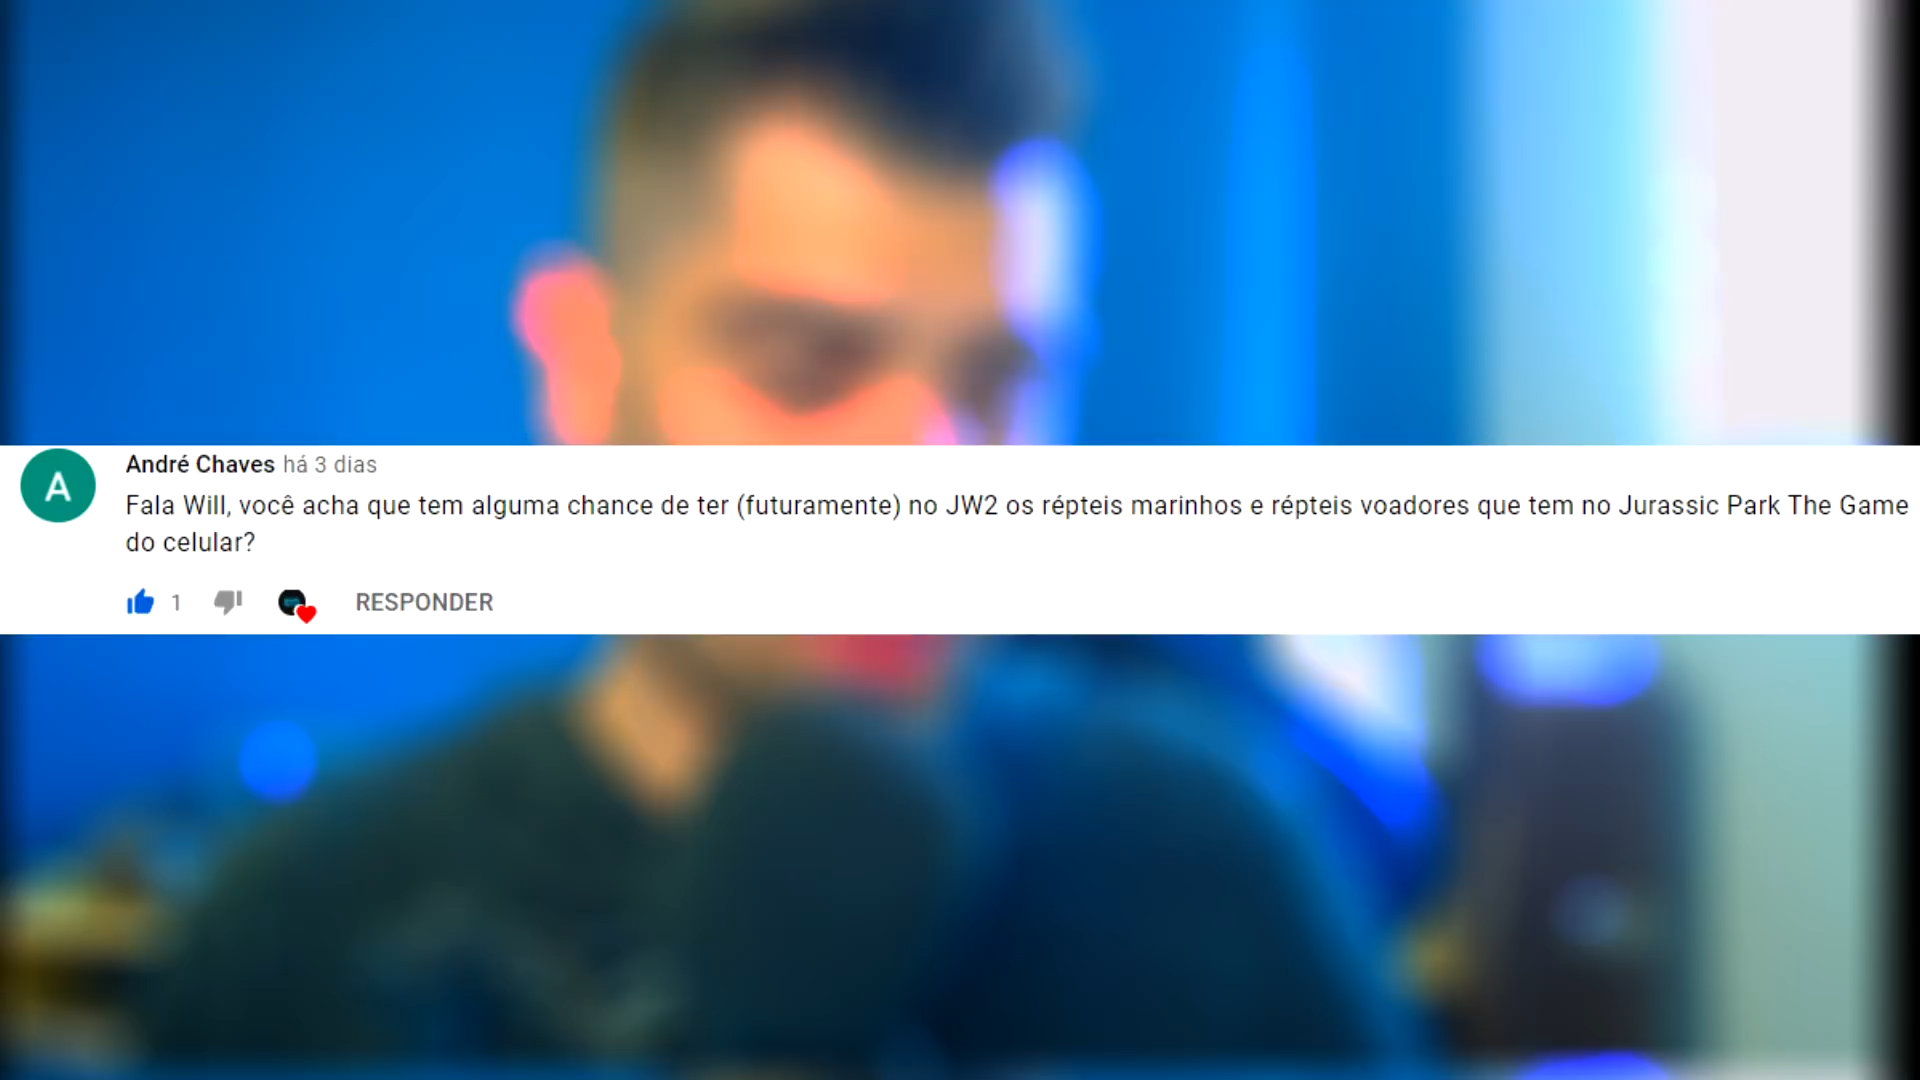 A
André Chaves há 3 dias
Fala Will, você acha que tem alguma chance de ter (futuramente) no JW2 os répteis marinhos e répteis voadores que tem no Jurassic Park The Game
do celular?
1 RESPONDER